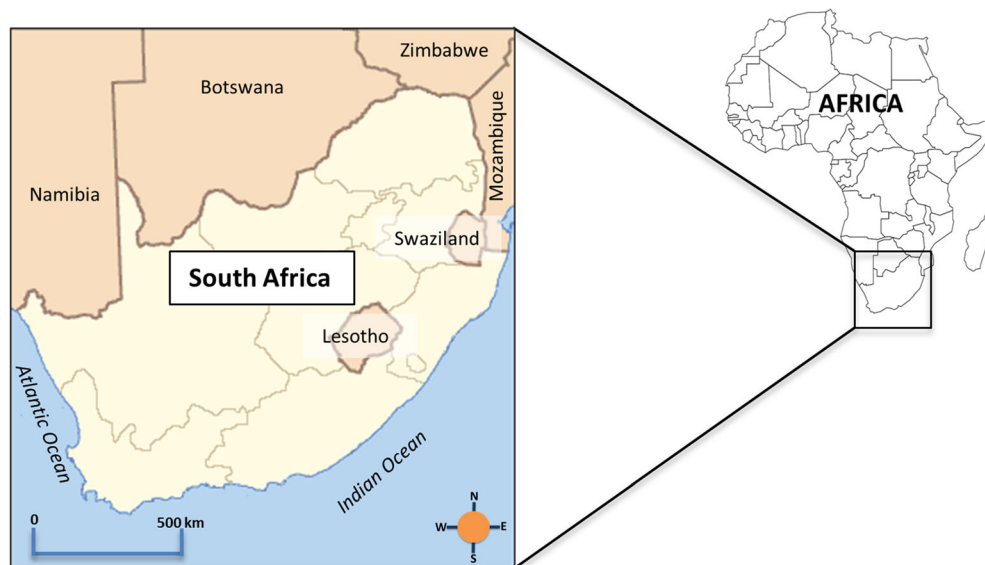 Zimbabwe
Botswana
Mozambique
Namibia
Swaziland
South Africa
Lesotho
Atlantic Ocean
Indian Ocean
0
500 km
N
W
E
S
AFRICA